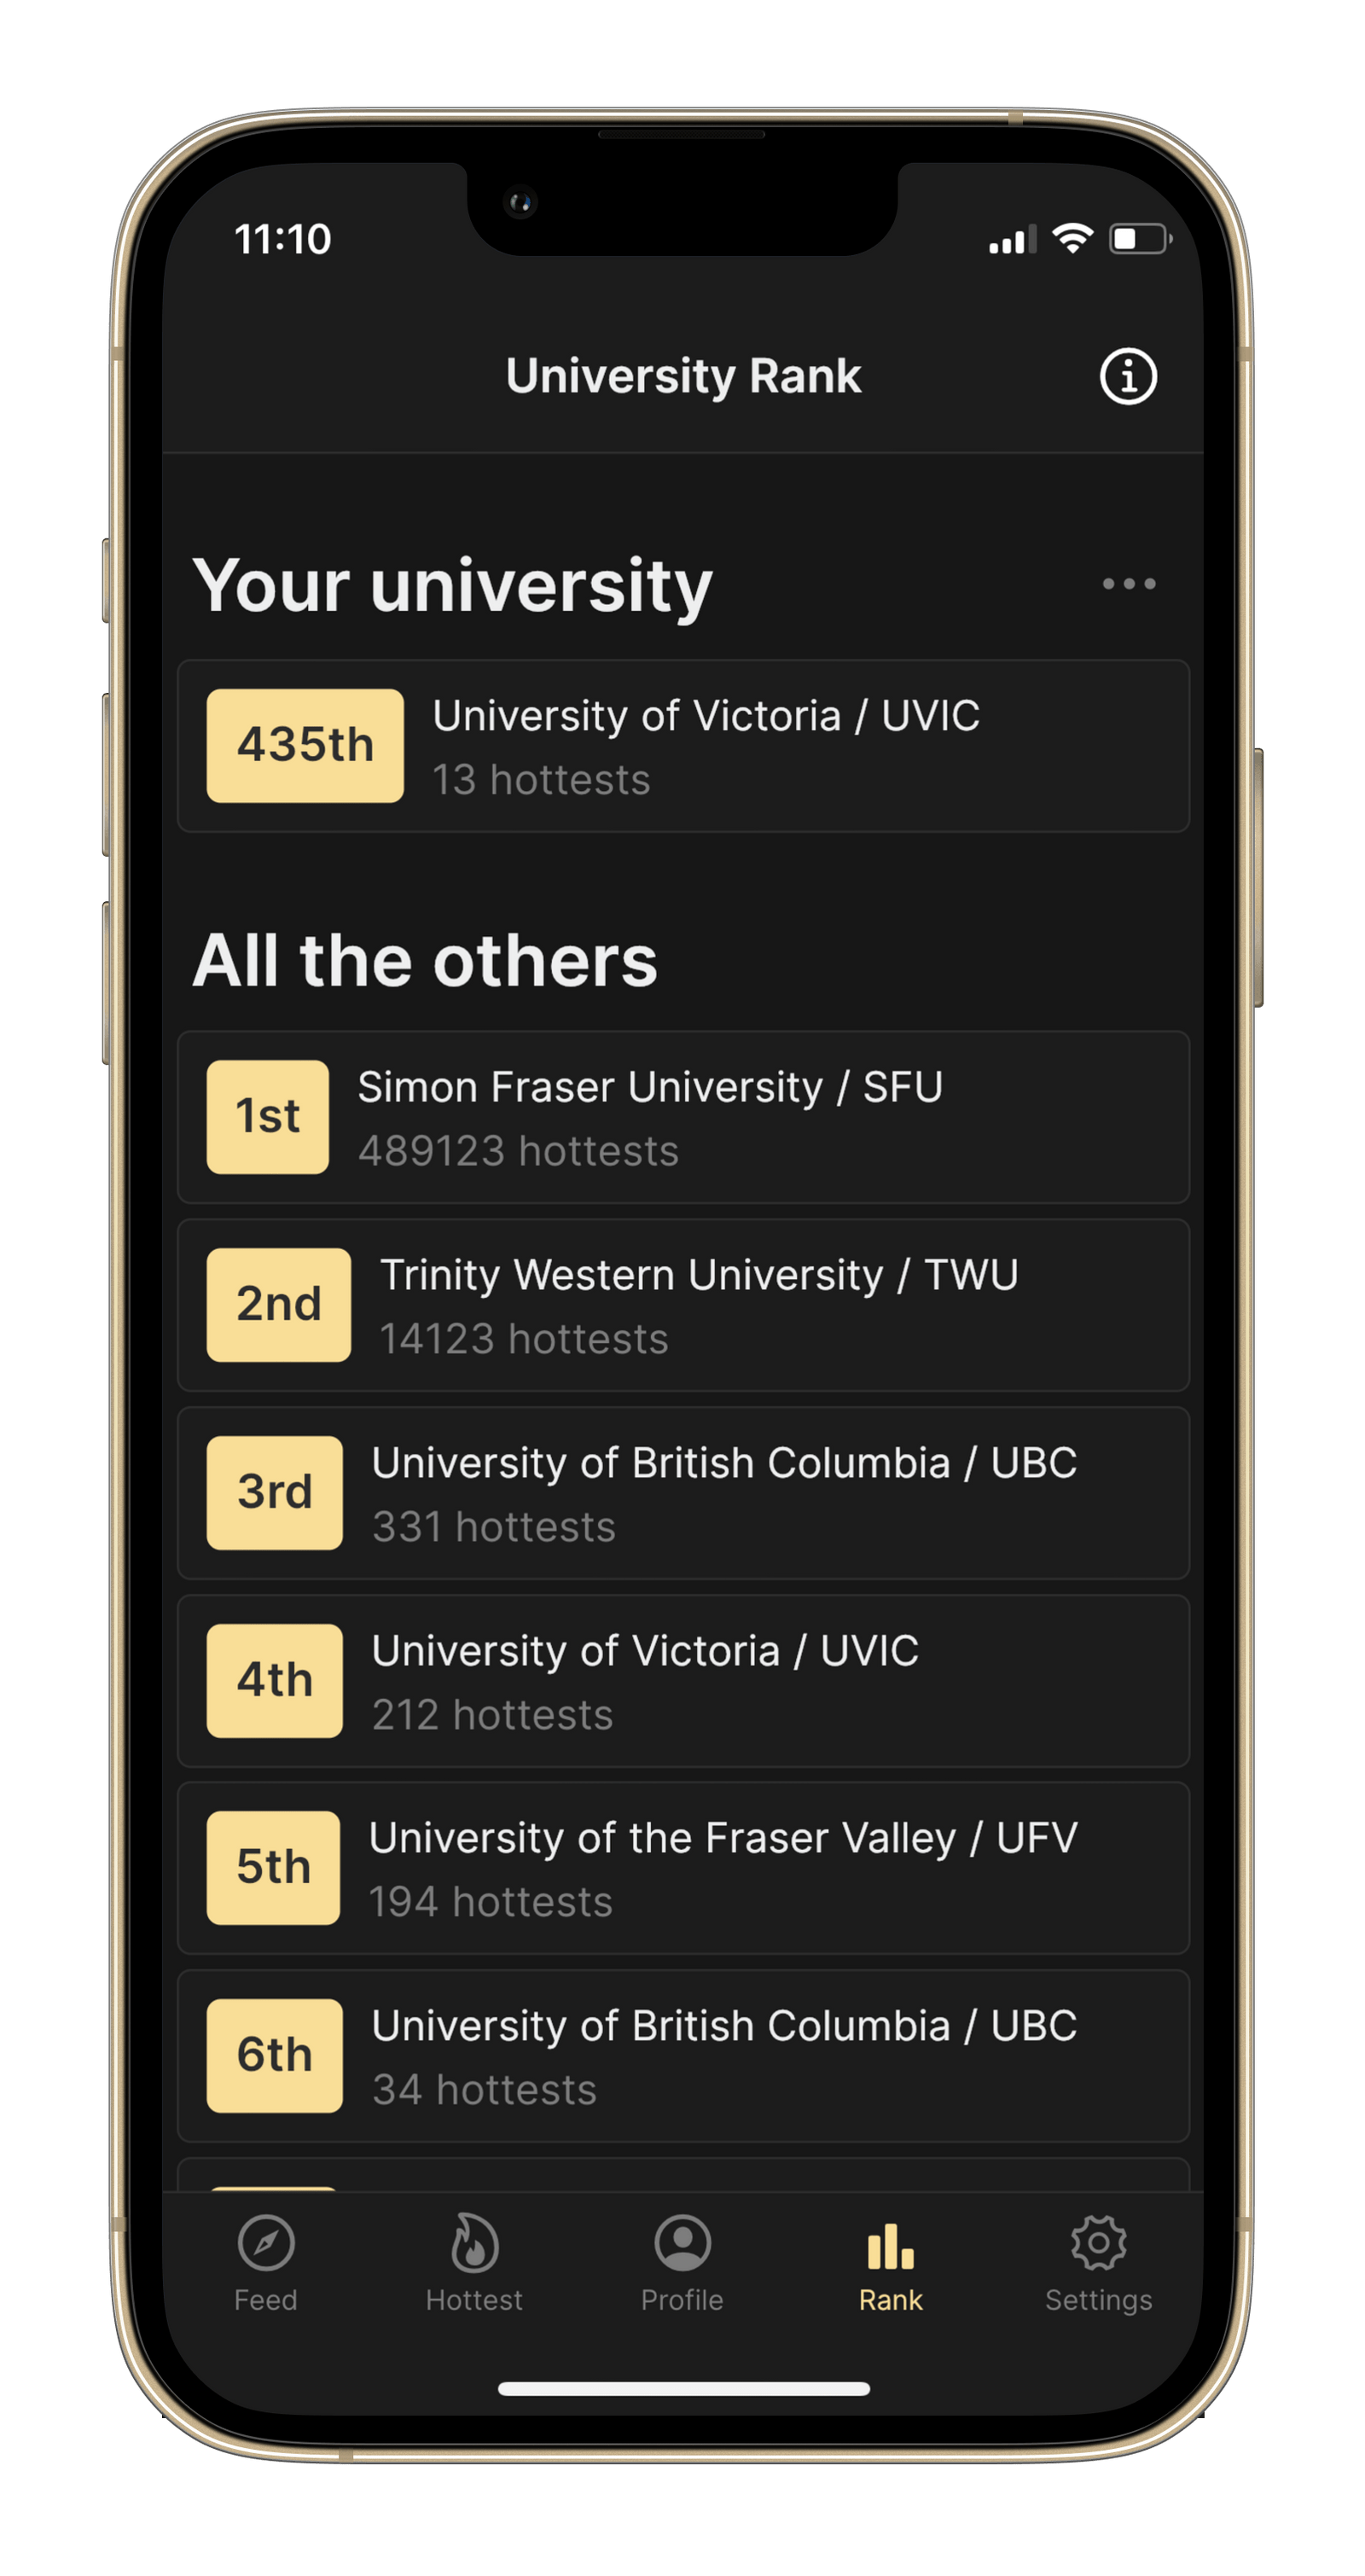 11:10
University Rank
Your university
435th
University of Victoria / UVIC
13 hottests
All the others
1st
Simon Fraser University / SFU
489123 hottests
2nd
Trinity Western University / TWU
14123 hottests
3rd
University of British Columbia / UBC
331 hottests
4th
University of Victoria / UVIC
212 hottests
5th
University of the Fraser Valley / UFV
194 hottests
6th
University of British Columbia / UBC
34 hottests
Feed
Hottest
Profile
Rank
Settings